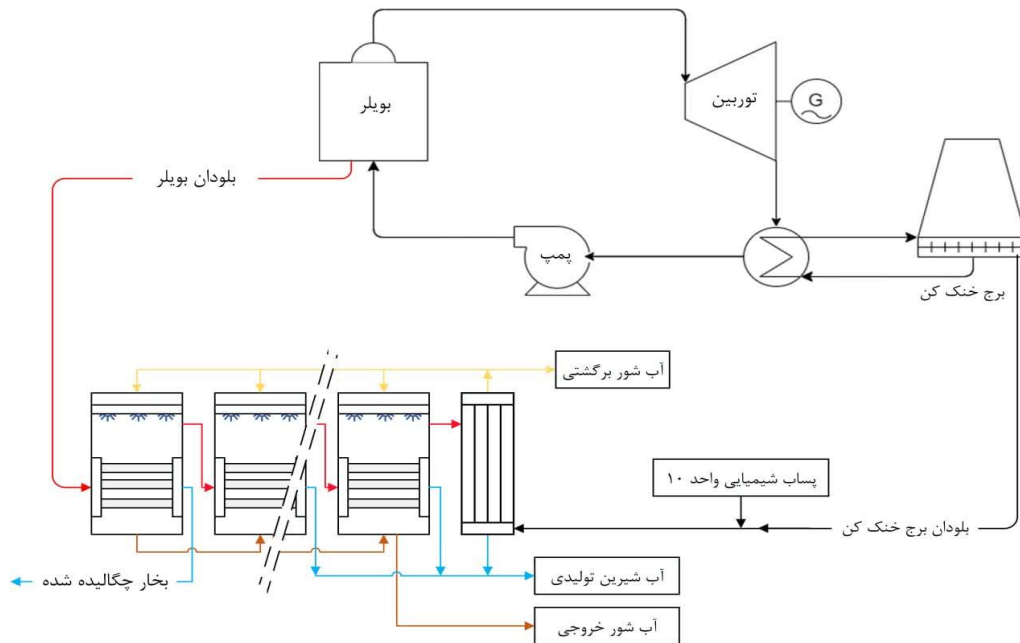 بویلر
توربین
G
بلودان بویلر
پمپ
برج خنک کن
آب شور برگشتی
پساب شیمیایی واحد ۱۰
بلودان برج خنک کن
بخار چگالیده شده
آب شیرین تولیدی
آب شور خروجی